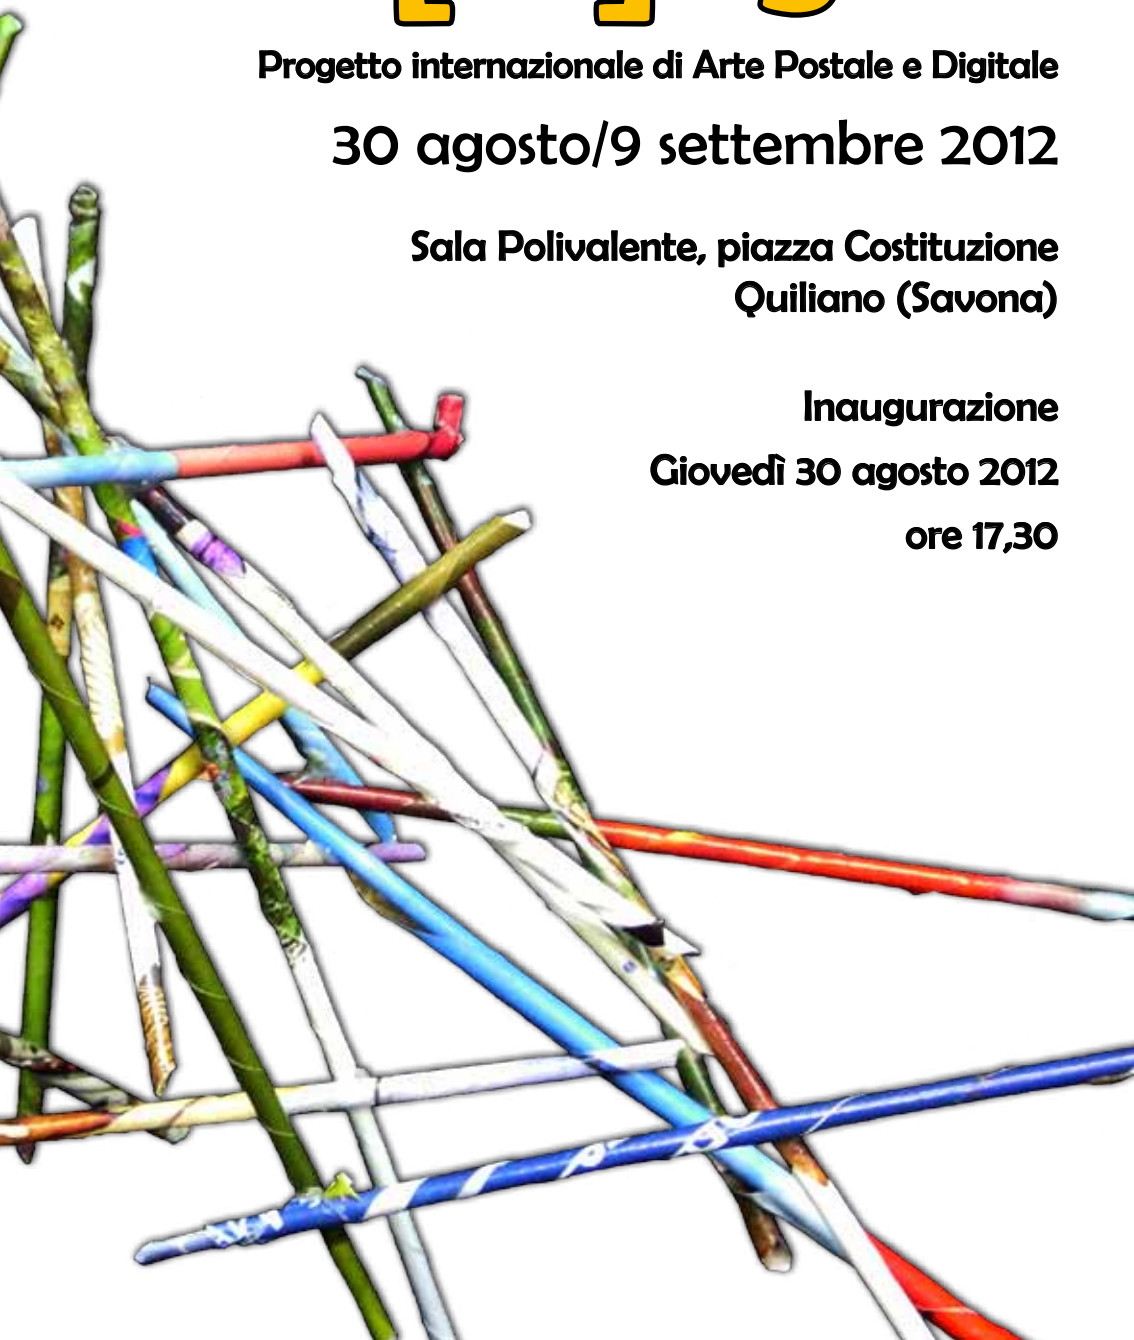 Progetto internazionale di Arte Postale e Digitale
30 agosto/9 settembre 2012
Sala Polivalente, piazza Costituzione
Quiliano (Savona)
Inaugurazione
Giovedì 30 agosto 2012
ore 17,30